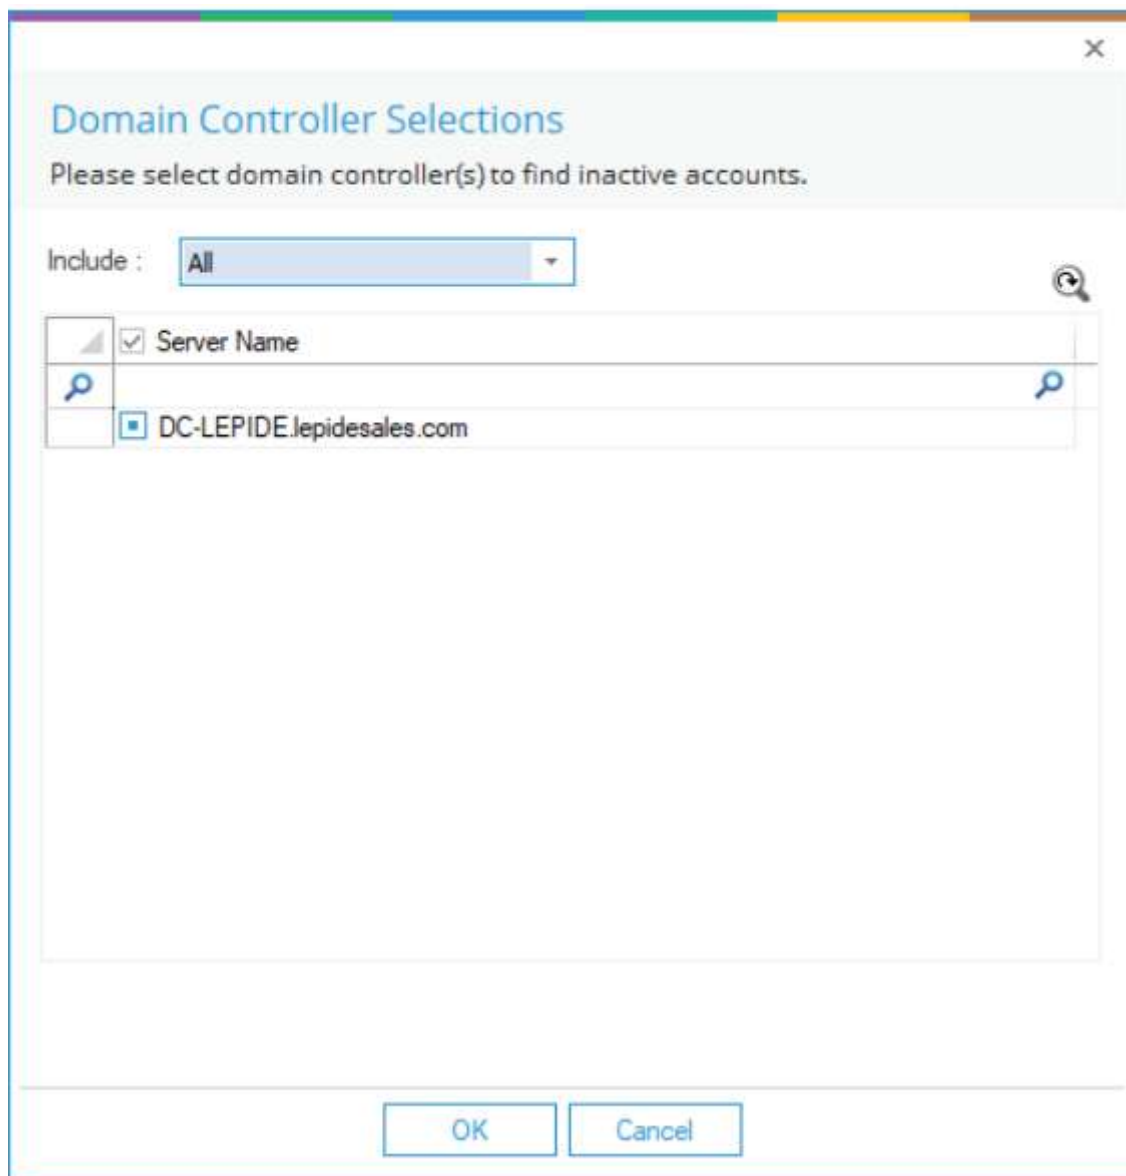 Domain Controller Selections
Please select domain controller(s) to find inactive accounts.
Include : All
Server Name
DC-LEPIDE.lepidesales.com
OK Cancel